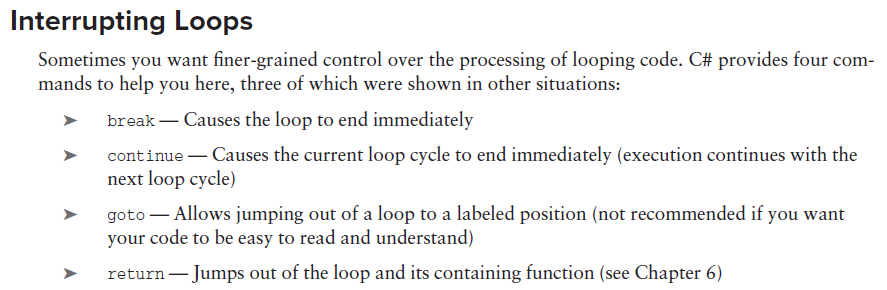 Interrupting Loops
Sometimes you want finer-grained control over the processing of looping code. C# provides four com-
mands to help you here, three of which were shown in other situations:
➤ break — Causes the loop to end immediately
➤ continue — Causes the current loop cycle to end immediately (execution continues with the
next loop cycle)
➤ goto — Allows jumping out of a loop to a labeled position (not recommended if you want
your code to be easy to read and understand)
➤ return — Jumps out of the loop and its containing function (see Chapter 6)